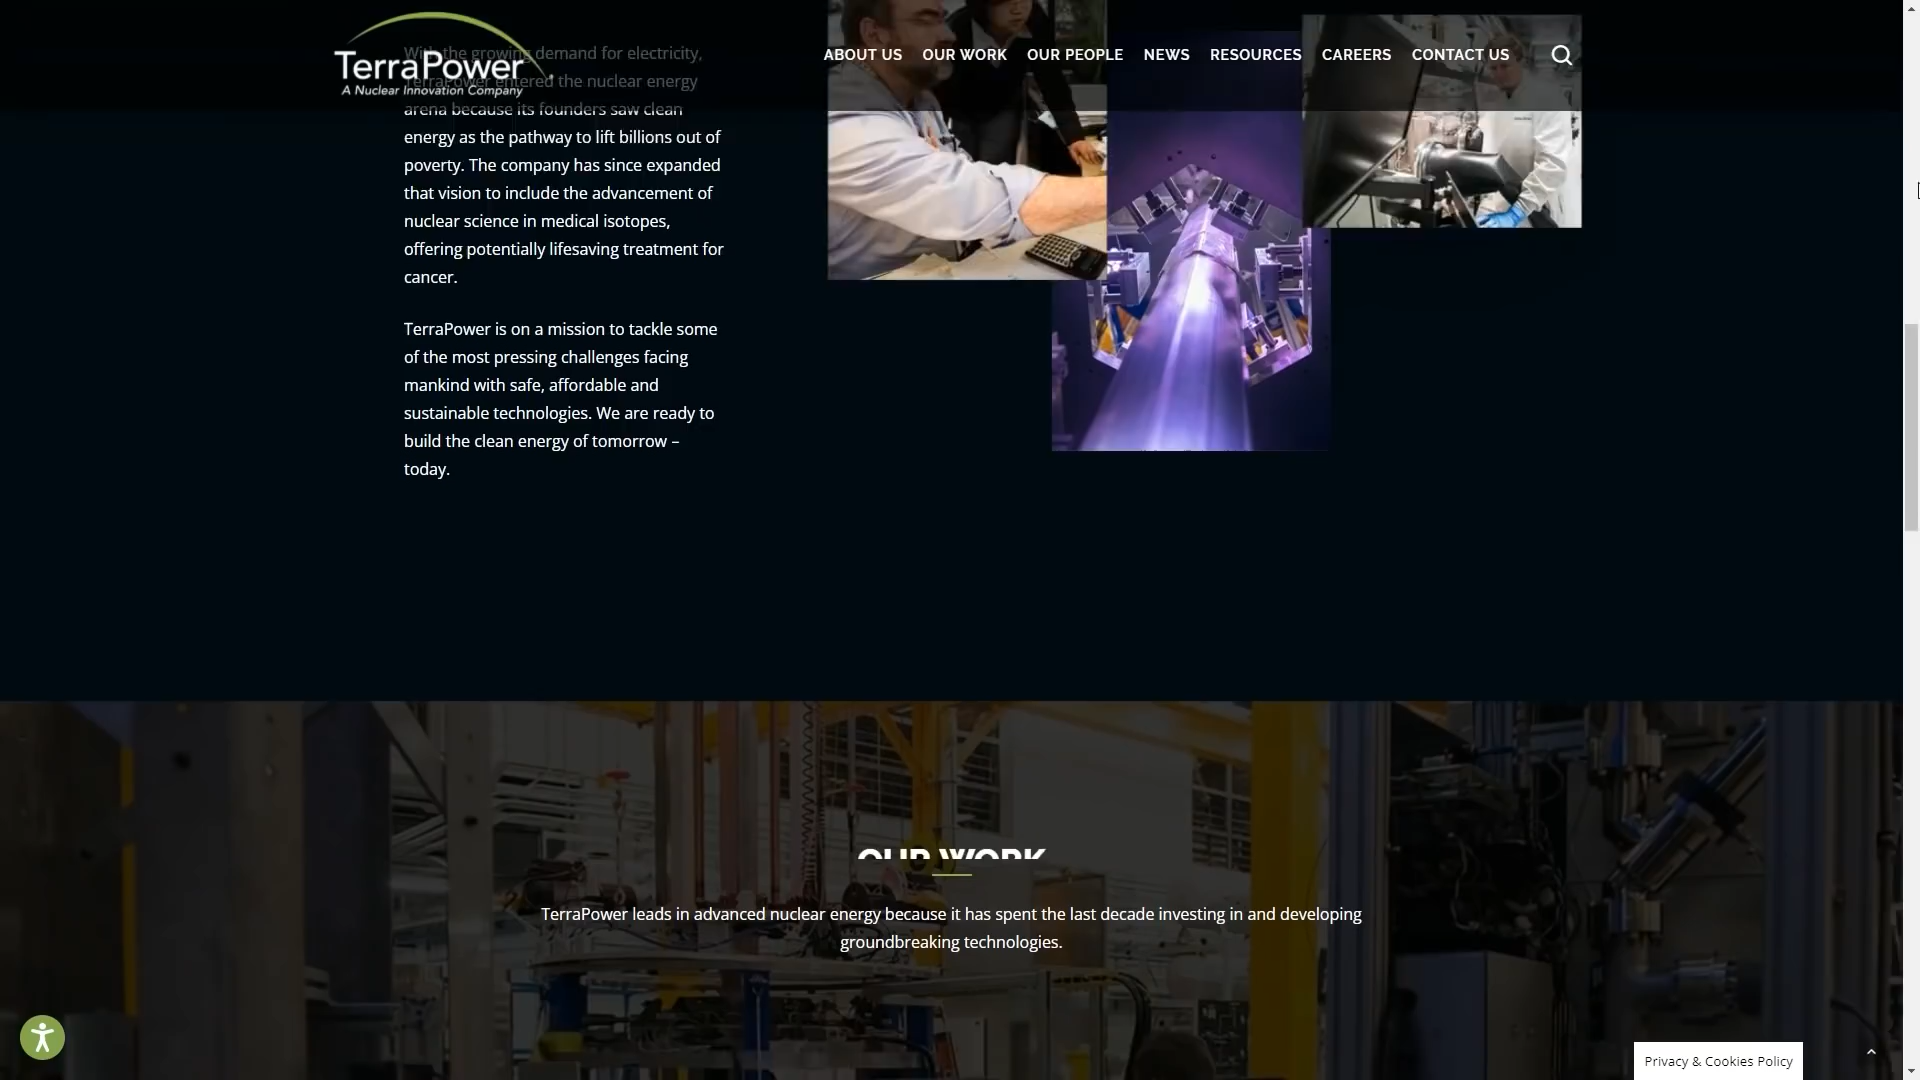 TerraPower
A Nuclear Innovation Company
ABOUT US
OUR WORK
OUR PEOPLE
NEWS
RESOURCES
CAREERS
CONTACT US
With the growing demand for electricity,
TerraPower entered the nuclear energy
arena because its founders saw clean
energy as the pathway to lift billions out of
poverty. The company has since expanded
that vision to include the advancement of
nuclear science in medical isotopes,
offering potentially lifesaving treatment for
cancer.
TerraPower is on a mission to tackle some
of the most pressing challenges facing
mankind with safe, affordable and
sustainable technologies. We are ready to
build the clean energy of tomorrow –
today.
OUR WORK
TerraPower leads in advanced nuclear energy because it has spent the last decade investing in and developing
groundbreaking technologies.
Privacy & Cookies Policy